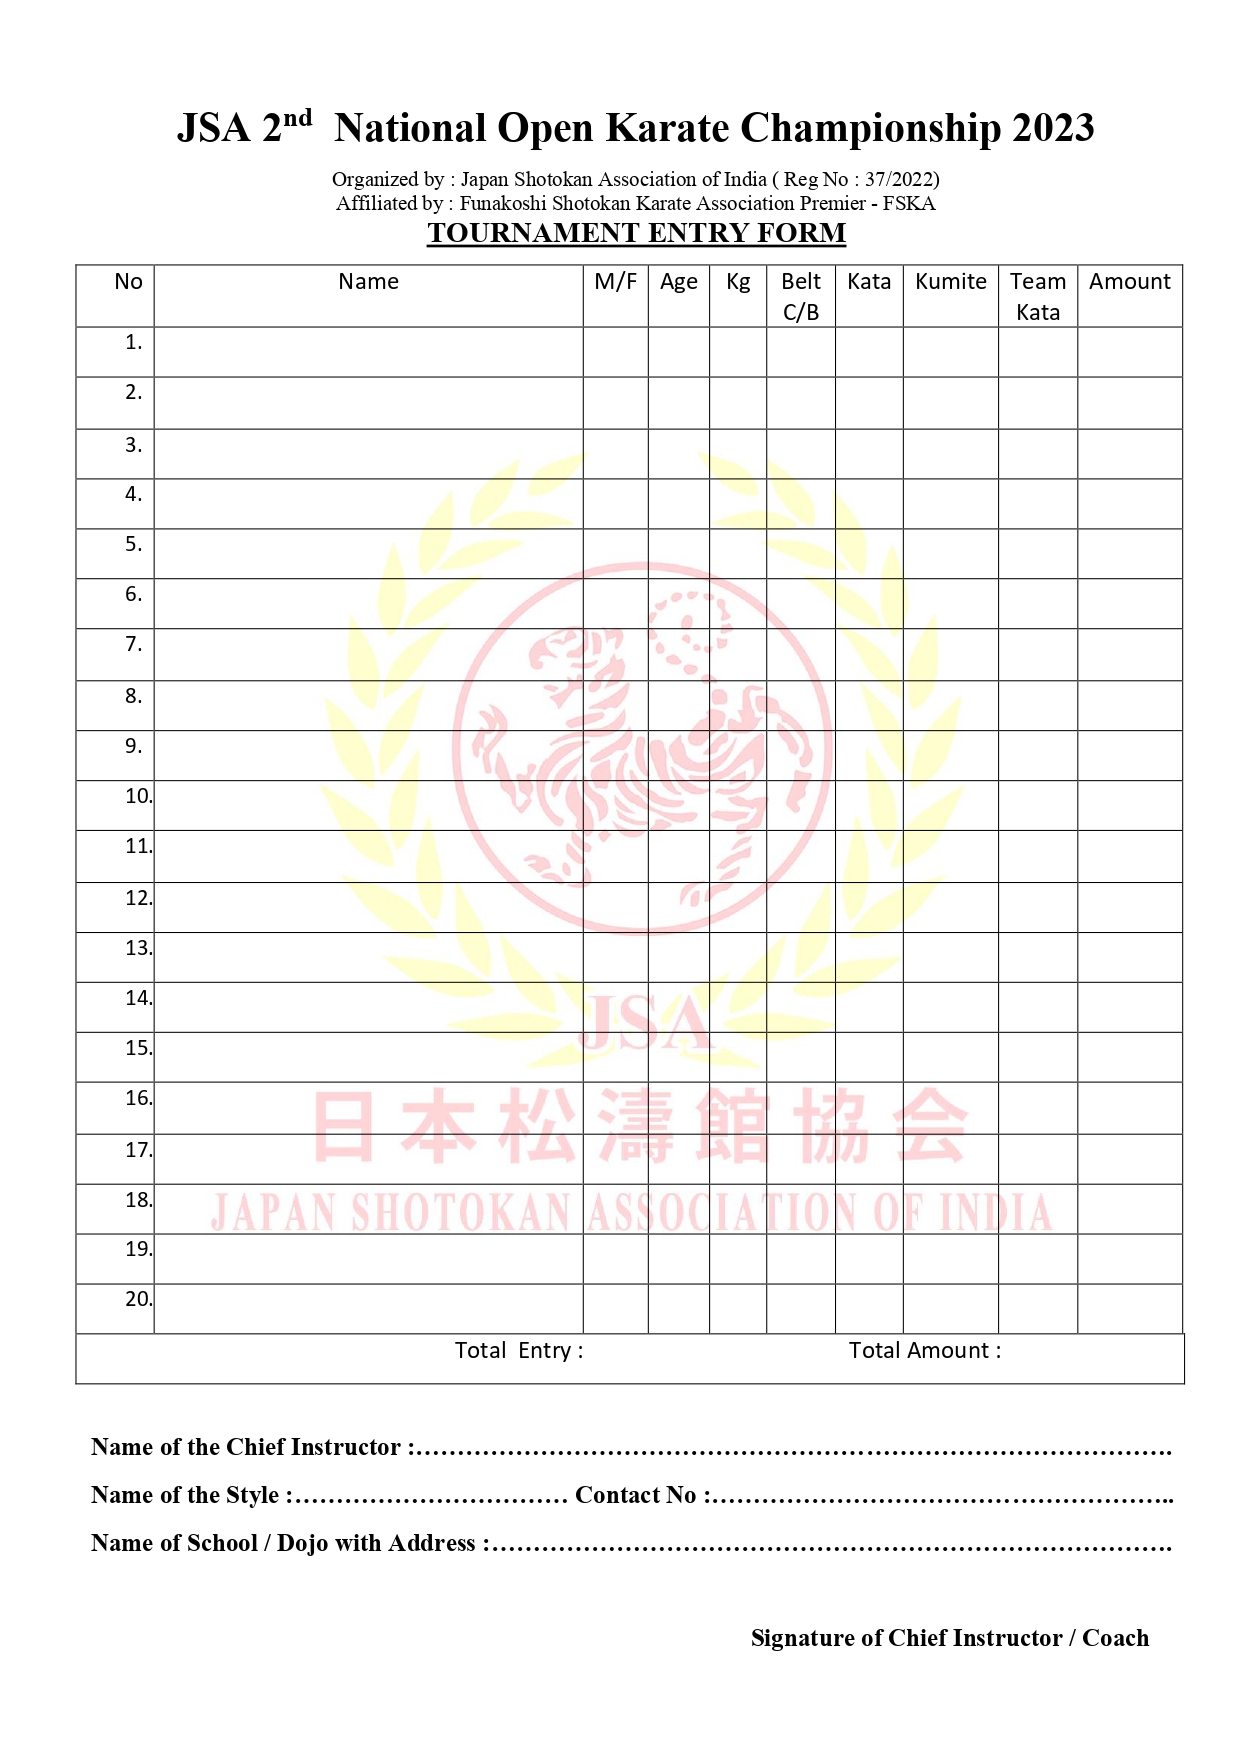 JSA 2nd National Open Karate Championship 2023
Organized by : Japan Shotokan Association of India ( Reg No : 37/2022)
Affiliated by : Funakoshi Shotokan Karate Association Premier - FSKA
TOURNAMENT ENTRY FORM
No Name M/F Age Kg Belt C/B Kata Kumite Team Kata Amount
1.
2.
3.
4.
5.
6.
7.
8.
9.
10.
11.
12.
13.
14.
15.
16.
17.
18.
19.
20.
JSA
日本松濤館協会
JAPAN SHOTOKAN ASSOCIATION OF INDIA
Total Entry : Total Amount :
Name of the Chief Instructor :……………………………………………………………………………….
Name of the Style :…………………………… Contact No :………………………………………………..
Name of School / Dojo with Address :……………………………………………………………………….
Signature of Chief Instructor / Coach